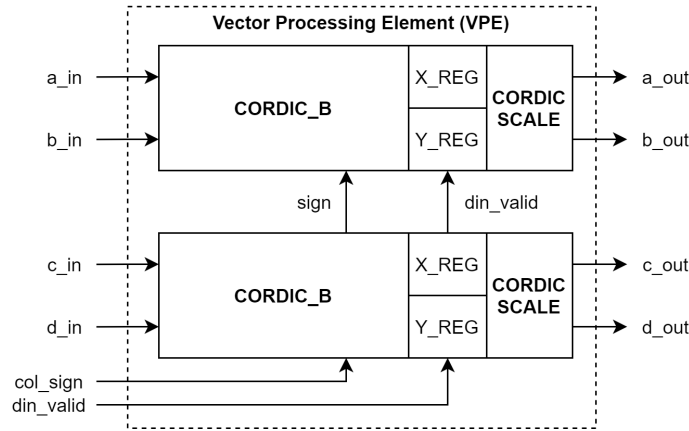 Vector Processing Element (VPE)
a_in
b_in
CORDIC_B
X_REG
Y_REG
CORDIC
SCALE
a_out
b_out
sign
din_valid
c_in
d_in
CORDIC_B
X_REG
Y_REG
CORDIC
SCALE
c_out
d_out
col_sign
din_valid